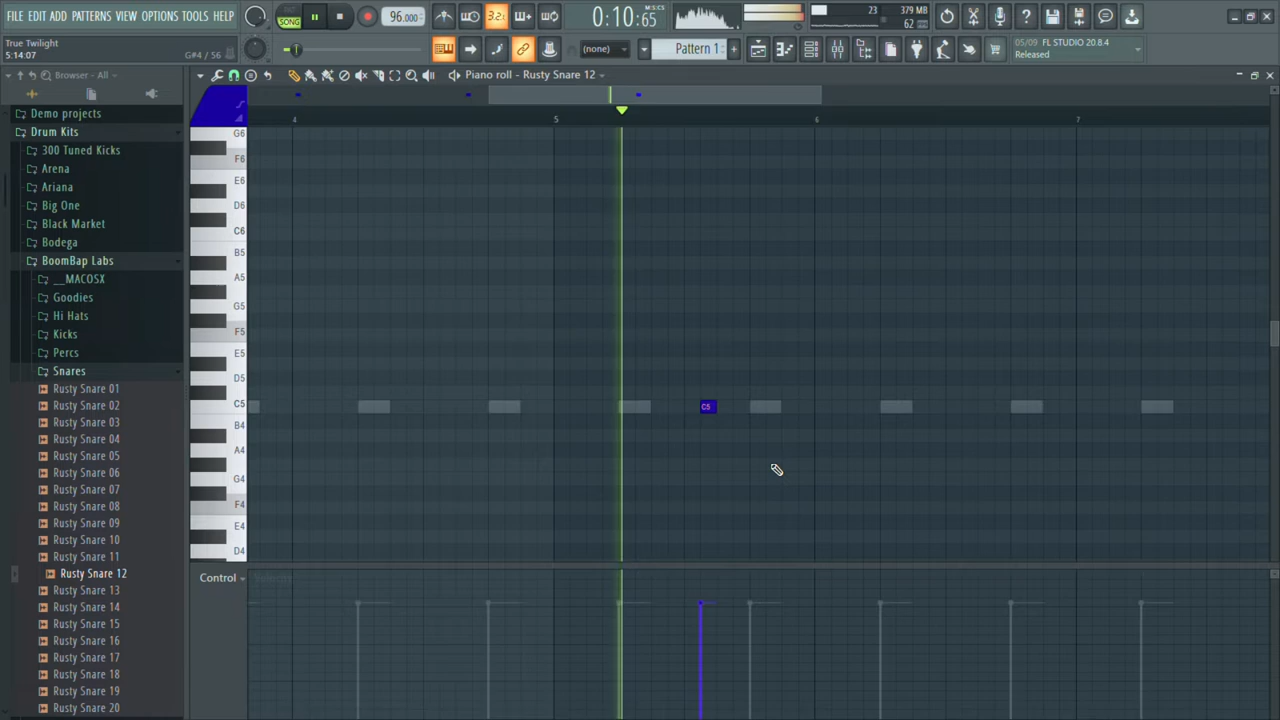 FILE EDIT ADD PATTERNS VIEW OPTIONS TOOLS HELP
SONG
96.000
3.2.
0:10:65
M:S:CS
23
379 MB
62
True Twilight
5:14:07
G#4 / 56
(none)
Pattern 1
05/09 FL STUDIO 20.8.4
Released
Browser - All
Piano roll - Rusty Snare 12
Demo projects
Drum Kits
300 Tuned Kicks
Arena
Ariana
Big One
Black Market
Bodega
BoomBap Labs
__MACOSX
Goodies
Hi Hats
Kicks
Percs
Snares
Rusty Snare 01
Rusty Snare 02
Rusty Snare 03
Rusty Snare 04
Rusty Snare 05
Rusty Snare 06
Rusty Snare 07
Rusty Snare 08
Rusty Snare 09
Rusty Snare 10
Rusty Snare 11
Rusty Snare 12
Rusty Snare 13
Rusty Snare 14
Rusty Snare 15
Rusty Snare 16
Rusty Snare 17
Rusty Snare 18
Rusty Snare 19
Rusty Snare 20
4 5 6 7
G6
F6
E6
D6
C6
B5
A5
G5
F5
E5
D5
C5
C5
B4
A4
G4
F4
E4
D4
Control
Velocity